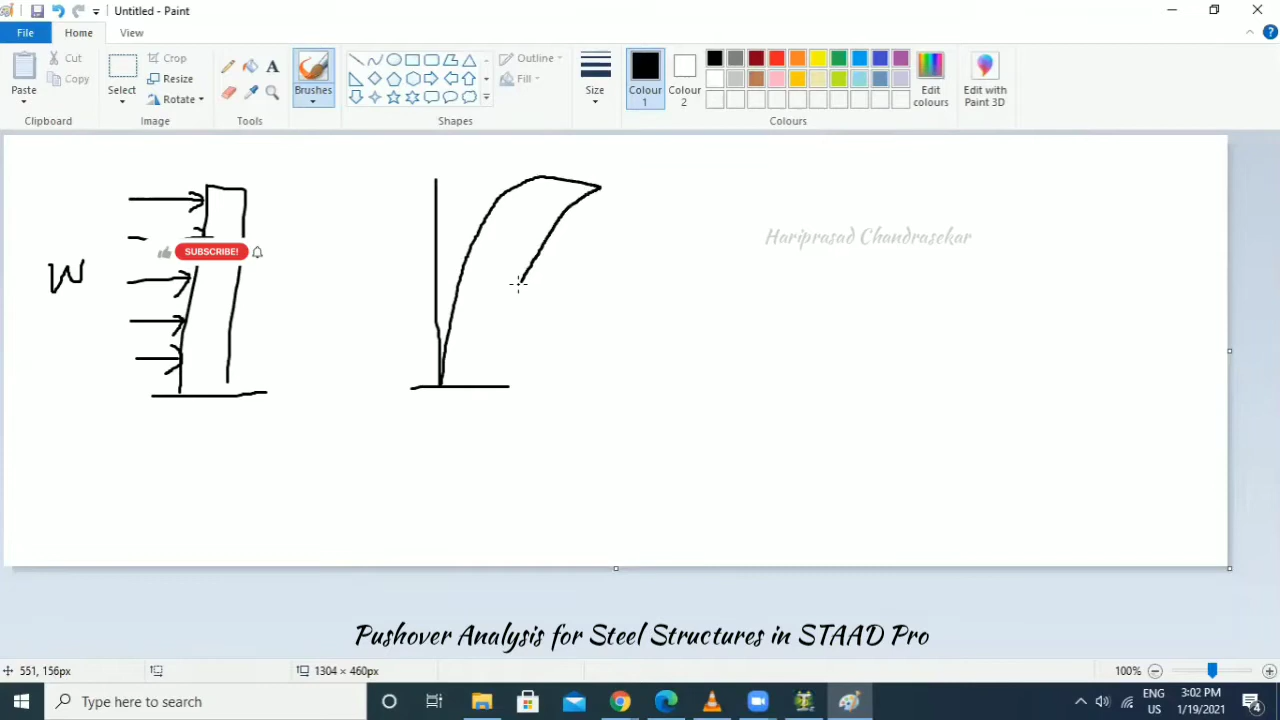 Untitled - Paint
File
Home
View
Paste
Cut
Copy
Clipboard
Select
Crop
Resize
Rotate
Image
A
Tools
Brushes
Shapes
Outline
Fill
Size
Colour 1
Colour 2
Edit colours
Colours
Edit with Paint 3D
W
SUBSCRIBE!
Hariprasad Chandrasekar
Pushover Analysis for Steel Structures in STAAD Pro
551, 156px
1304 × 460px
100%
Type here to search
ENG
US
3:02 PM
1/19/2021
4